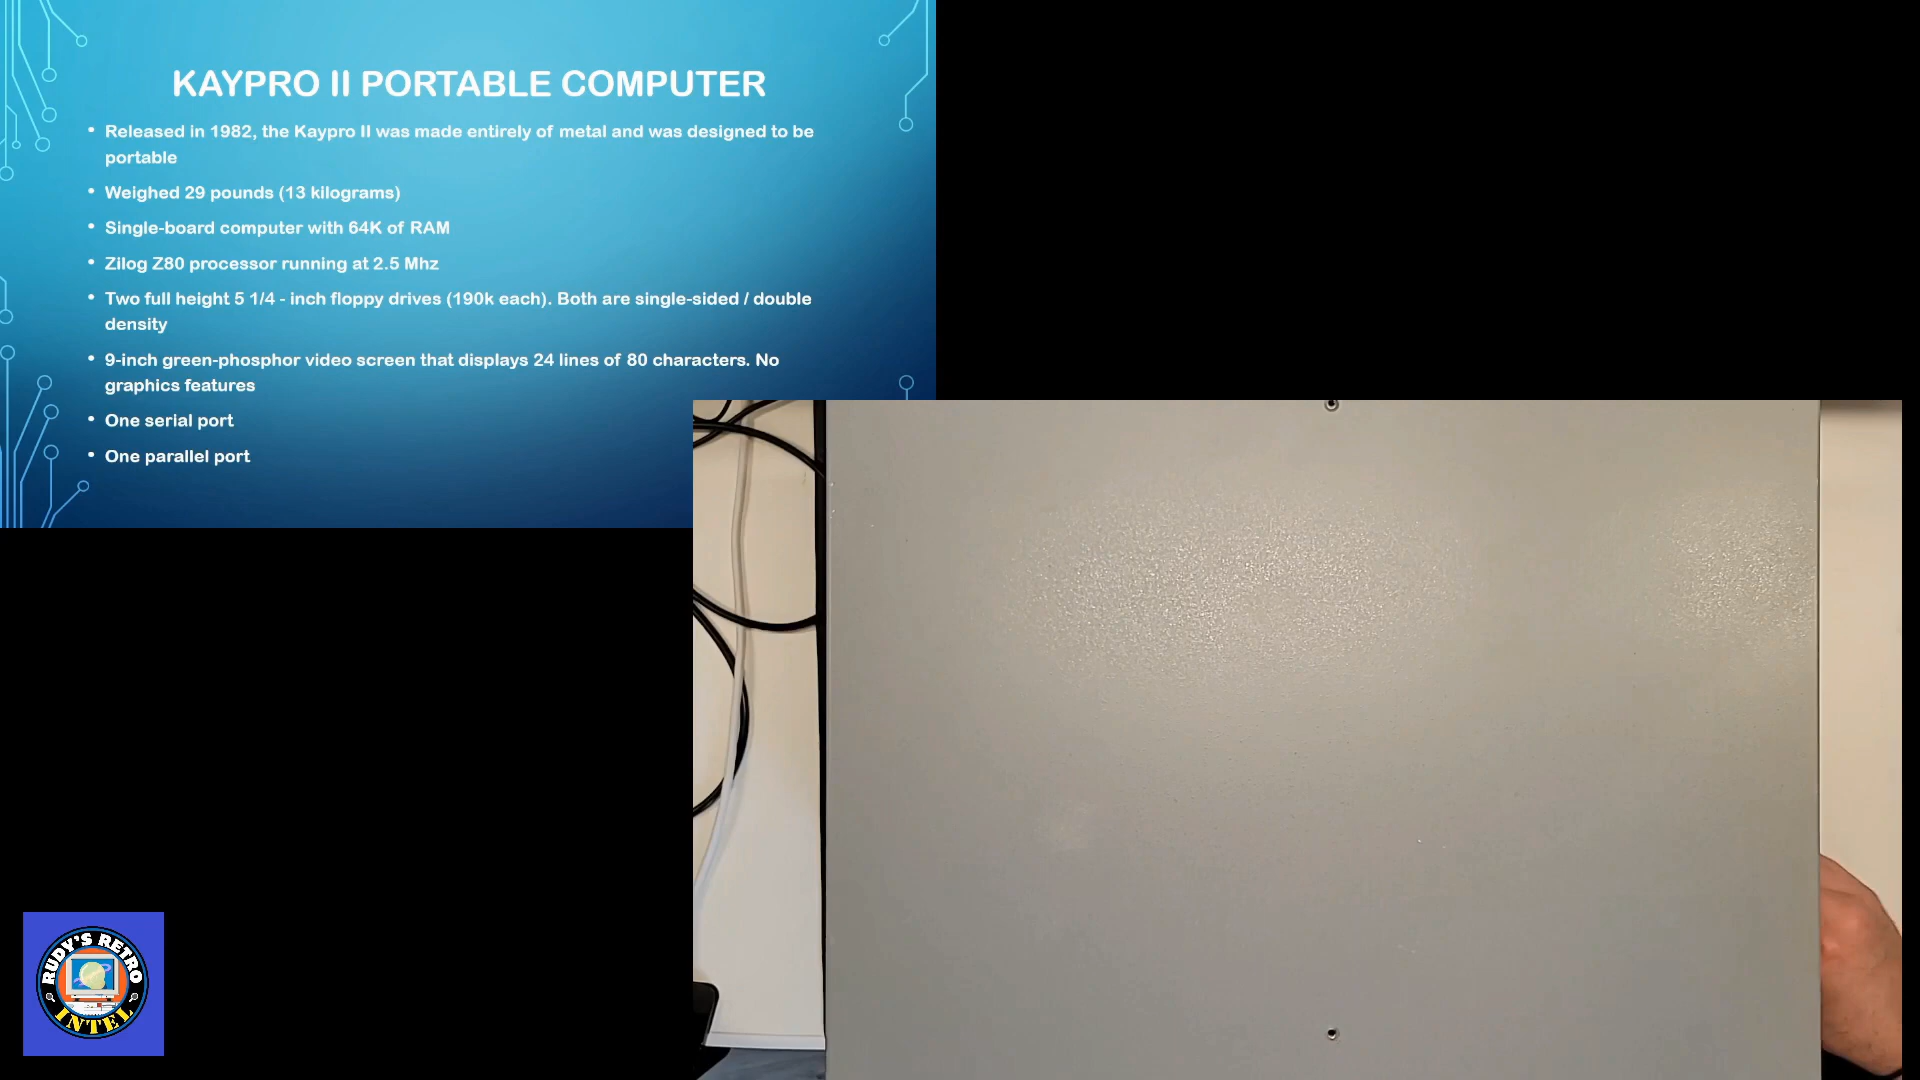 KAYPRO II PORTABLE COMPUTER
• Released in 1982, the Kaypro II was made entirely of metal and was designed to be
portable
• Weighed 29 pounds (13 kilograms)
• Single-board computer with 64K of RAM
• Zilog Z80 processor running at 2.5 Mhz
• Two full height 5 1/4 - inch floppy drives (190k each). Both are single-sided / double
density
• 9-inch green-phosphor video screen that displays 24 lines of 80 characters. No
graphics features
• One serial port
• One parallel port
RUDY'S RETRO
INTEL